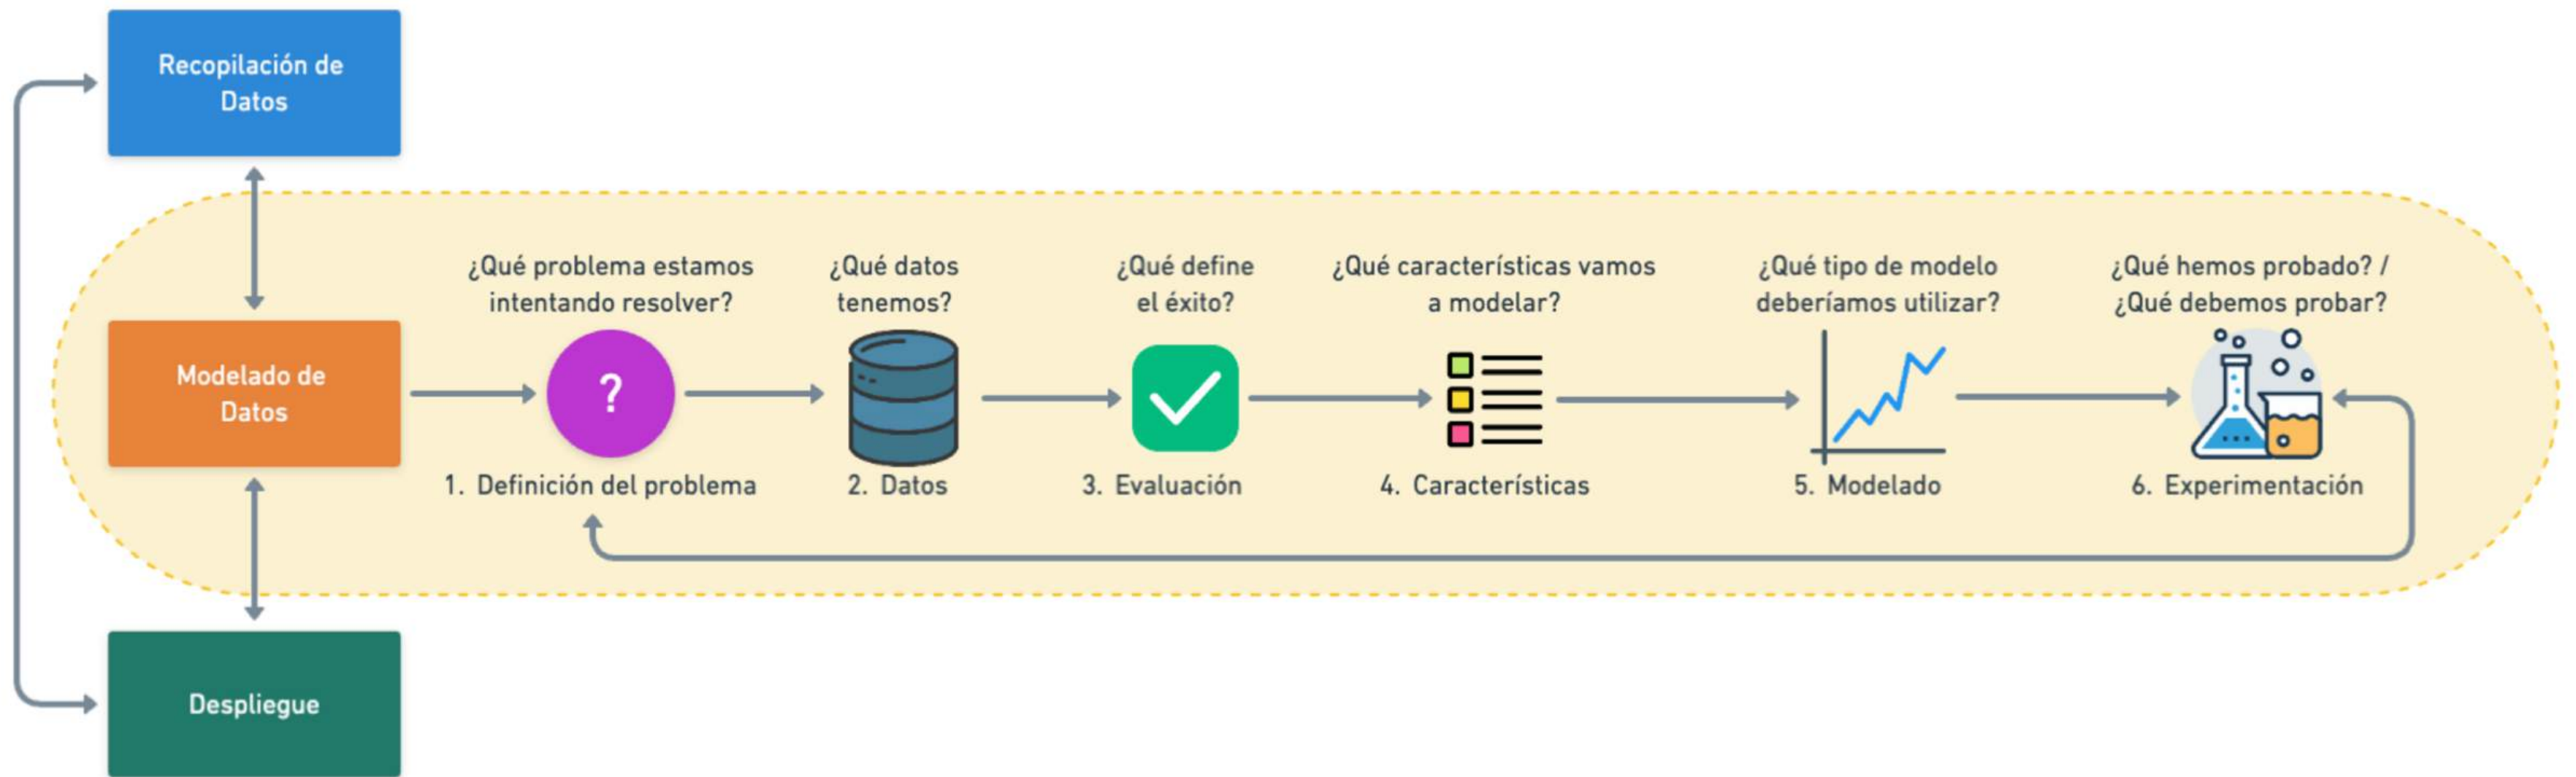 Recopilación de
Datos
Modelado de
Datos
Despliegue
¿Qué problema estamos
intentando resolver?
?
1. Definición del problema
¿Qué datos
tenemos?
2. Datos
¿Qué define
el éxito?
3. Evaluación
¿Qué características vamos
a modelar?
4. Características
¿Qué tipo de modelo
deberíamos utilizar?
5. Modelado
¿Qué hemos probado? /
¿Qué debemos probar?
6. Experimentación